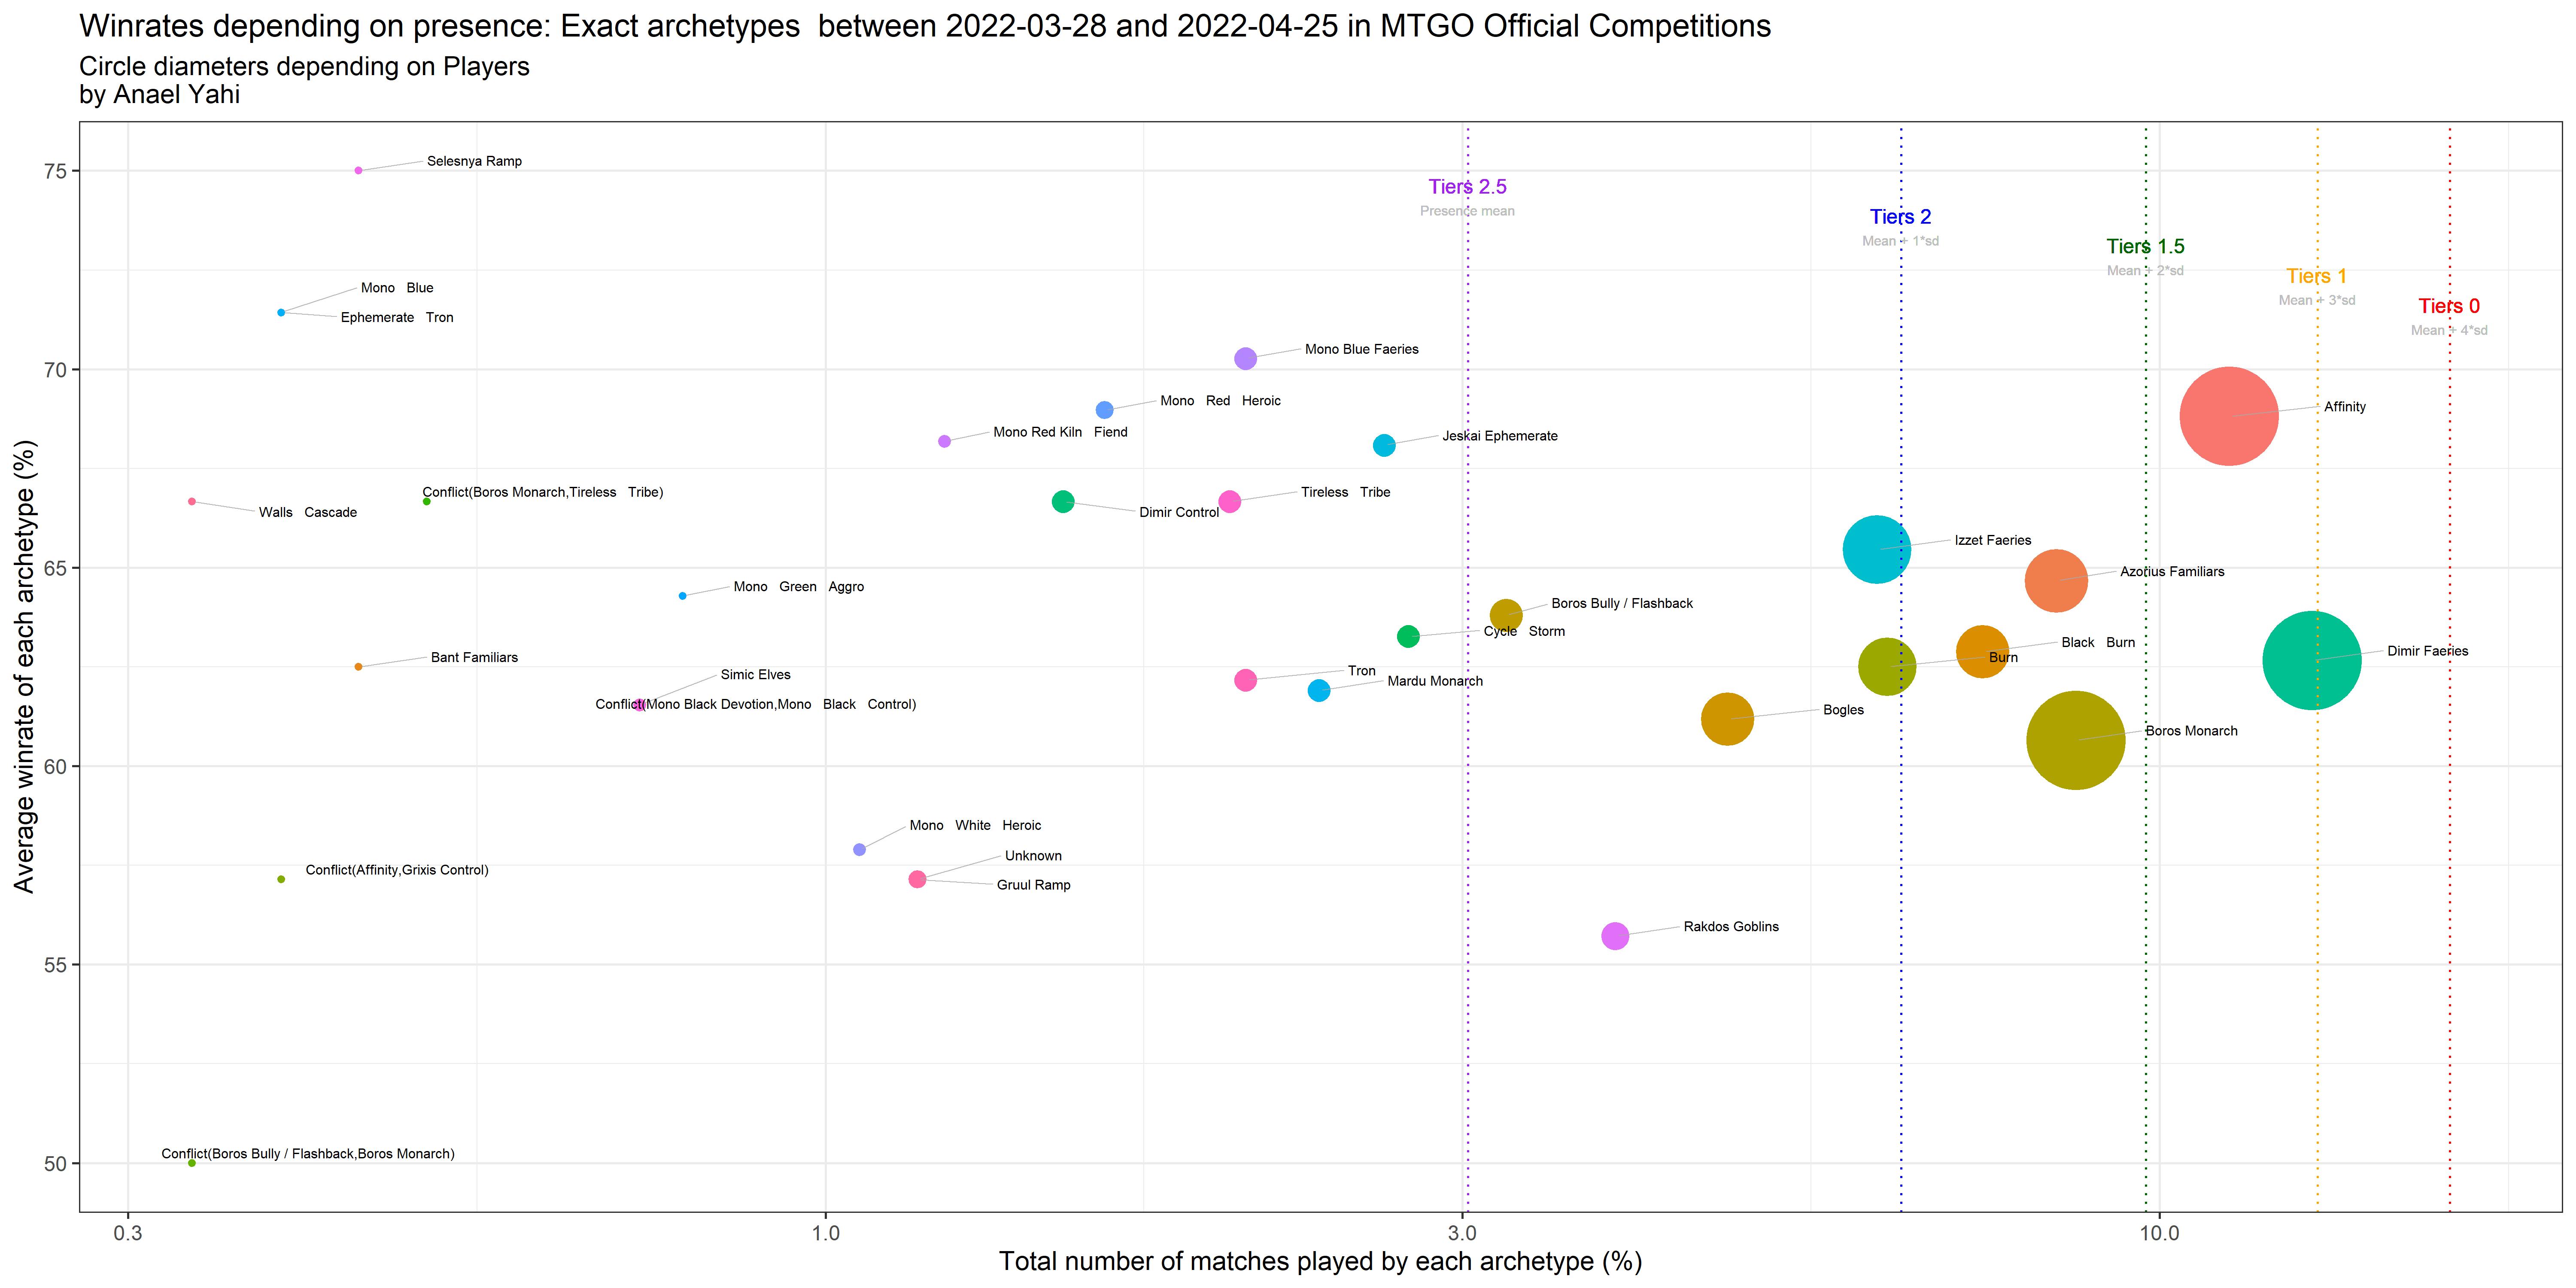 Winrates depending on presence: Exact archetypes  between 2022-03-28 and 2022-04-25 in MTGO Official Competitions
Circle diameters depending on Players
by Anael Yahi
Average winrate of each archetype (%)
75
70
65
60
55
50
Selesnya Ramp
Tiers 2.5
Presence mean
Tiers 2
Mean + 1*sd
Tiers 1.5
Mean + 2*sd
Tiers 1
Mean + 3*sd
Tiers 0
Mean + 4*sd
Mono   Blue
Ephemerate   Tron
Mono Blue Faeries
Mono   Red   Heroic
Affinity
Mono Red Kiln   Fiend
Jeskai Ephemerate
Conflict(Boros Monarch,Tireless   Tribe)
Tireless   Tribe
Walls   Cascade
Dimir Control
Izzet Faeries
Azorius Familiars
Mono   Green   Aggro
Boros Bully / Flashback
Cycle   Storm
Black   Burn
Burn
Dimir Faeries
Bant Familiars
Simic Elves
Tron
Mardu Monarch
Conflict(Mono Black Devotion,Mono   Black   Control)
Bogles
Boros Monarch
Mono   White   Heroic
Unknown
Gruul Ramp
Conflict(Affinity,Grixis Control)
Rakdos Goblins
Conflict(Boros Bully / Flashback,Boros Monarch)
0.3
1.0
3.0
10.0
Total number of matches played by each archetype (%)